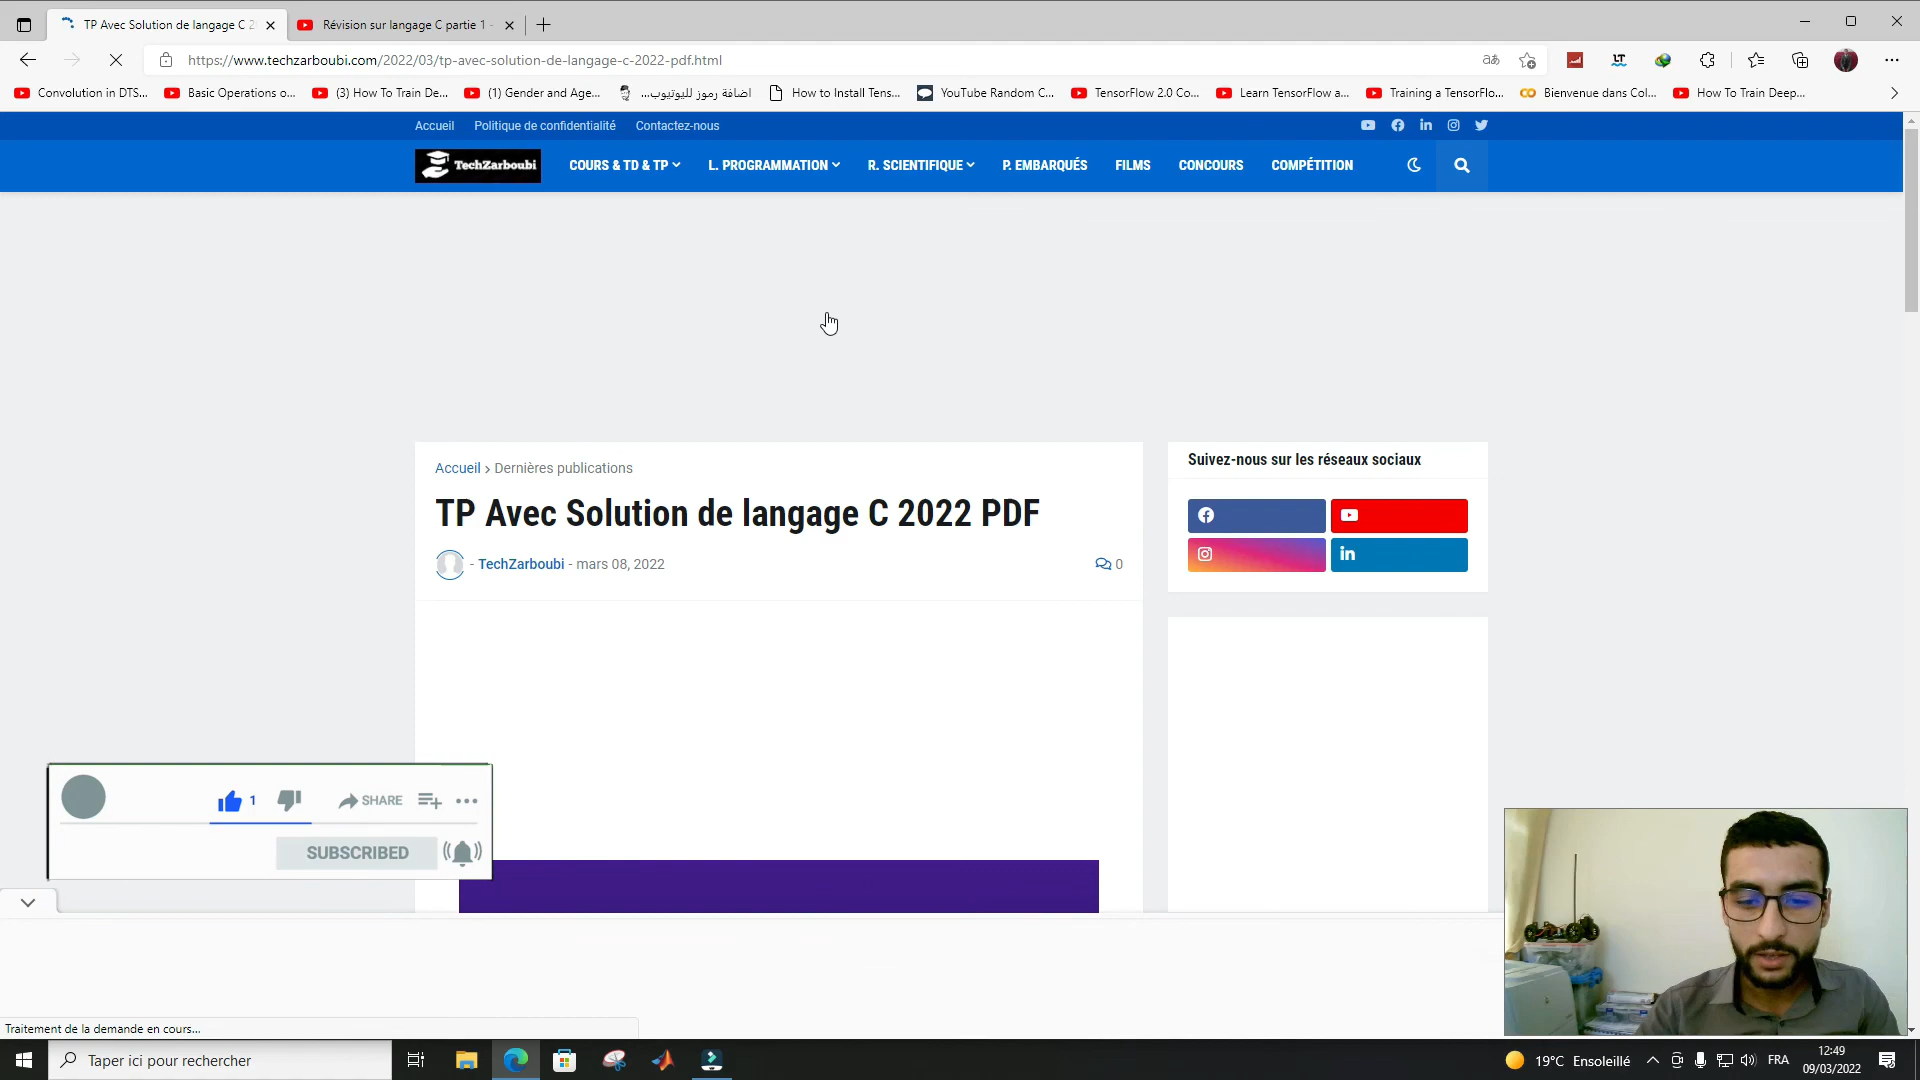 TP Avec Solution de langage C 2
Révision sur langage C partie 1 -
https://www.techzarboubi.com/2022/03/tp-avec-solution-de-langage-c-2022-pdf.html
Convolution in DTS...
Basic Operations o...
(3) How To Train De...
(1) Gender and Age...
اضافة رموز لليوتيوب...
How to Install Tens...
YouTube Random C...
TensorFlow 2.0 Co...
Learn TensorFlow a...
Training a TensorFlo...
Bienvenue dans Col...
How To Train Deep...
Accueil
Politique de confidentialité
Contactez-nous
TechZarboubi
COURS & TD & TP
L. PROGRAMMATION
R. SCIENTIFIQUE
P. EMBARQUÉS
FILMS
CONCOURS
COMPÉTITION
Accueil > Dernières publications
TP Avec Solution de langage C 2022 PDF
- TechZarboubi - mars 08, 2022
0
Suivez-nous sur les réseaux sociaux
1
SHARE
SUBSCRIBED
Traitement de la demande en cours...
Taper ici pour rechercher
19°C Ensoleillé
FRA
12:49
09/03/2022